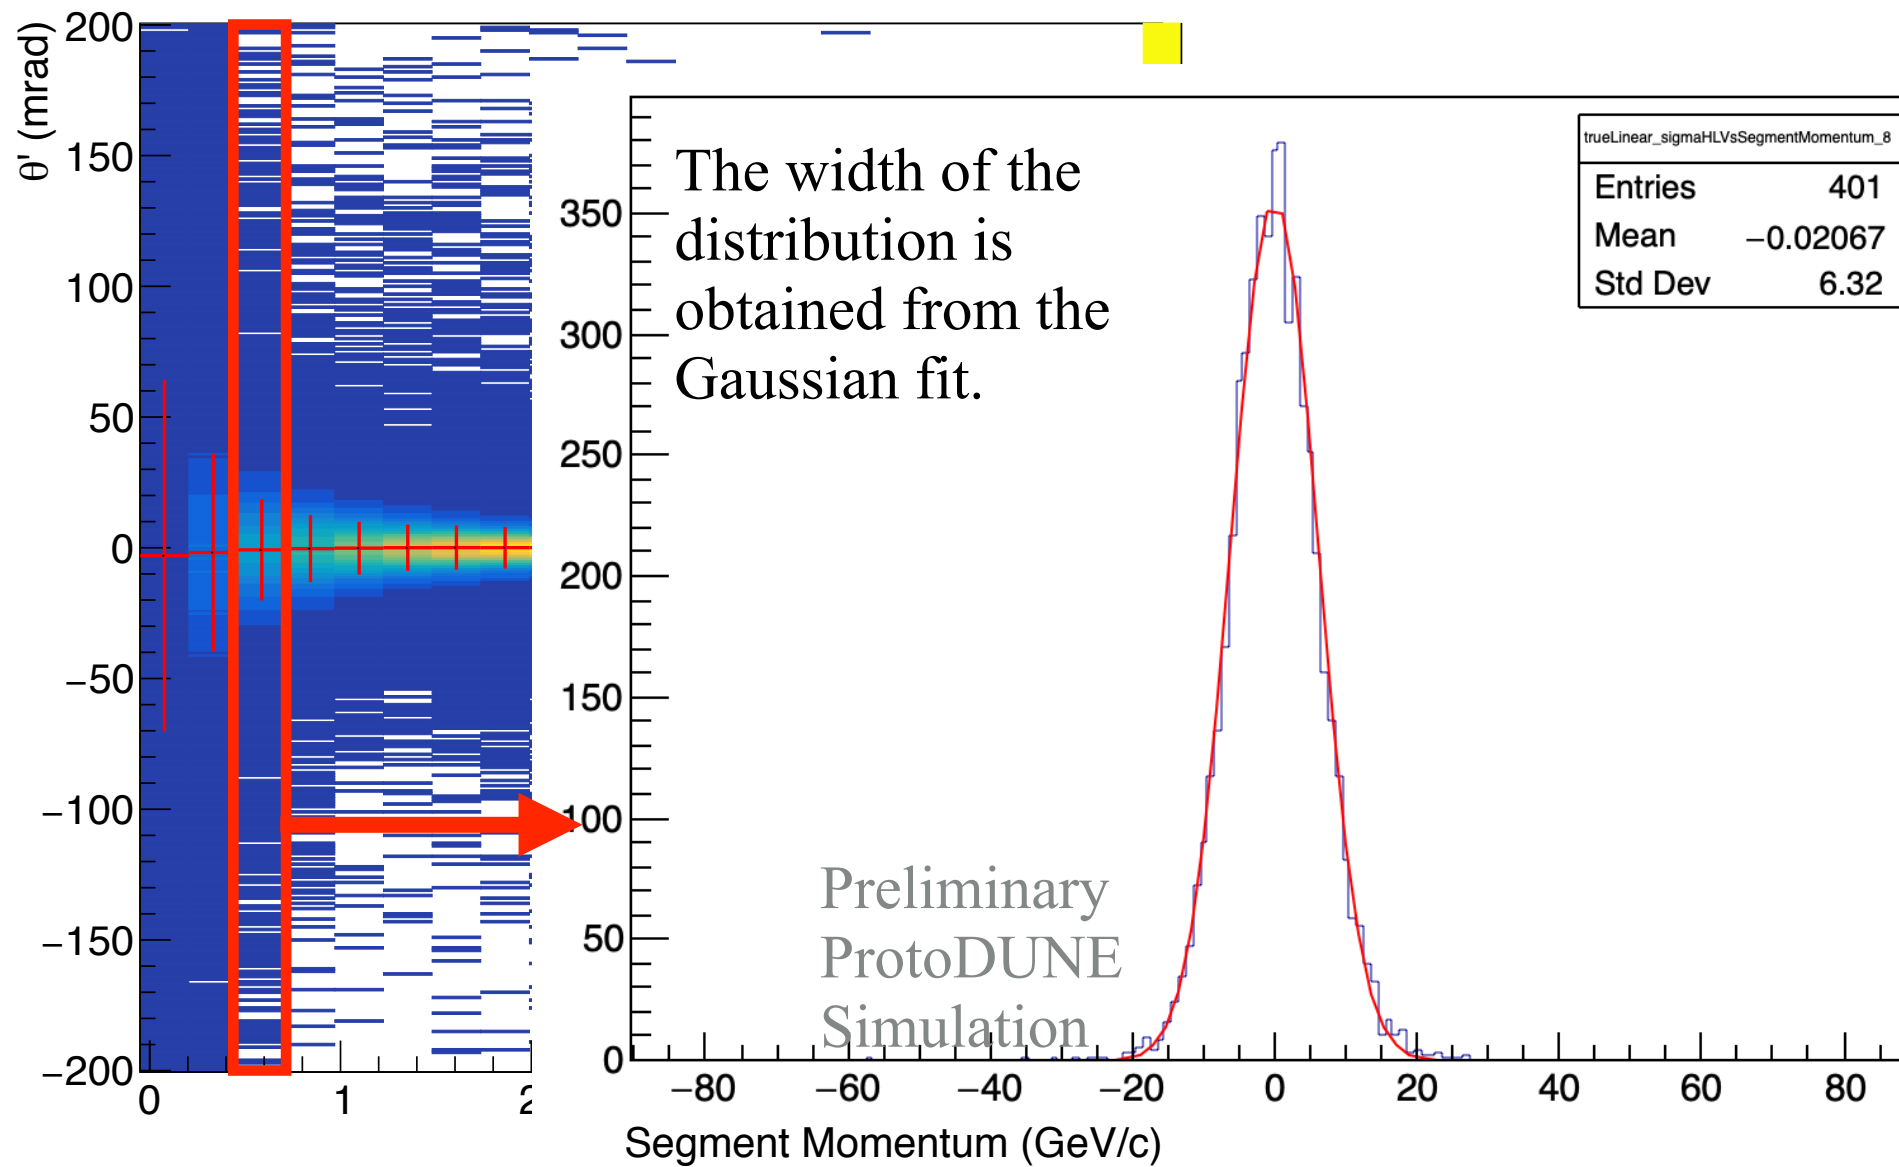 θ' (mrad)
200
150
100
50
0
−50
−100
−150
−200
0
1
2
The width of the
distribution is
obtained from the
Gaussian fit.
trueLinear_sigmaHLVsSegmentMomentum_8
Entries 401
Mean −0.02067
Std Dev 6.32
350
300
250
200
150
100
50
0
Preliminary
ProtoDUNE
Simulation
−80 −60 −40 −20 0 20 40 60 80
Segment Momentum (GeV/c)